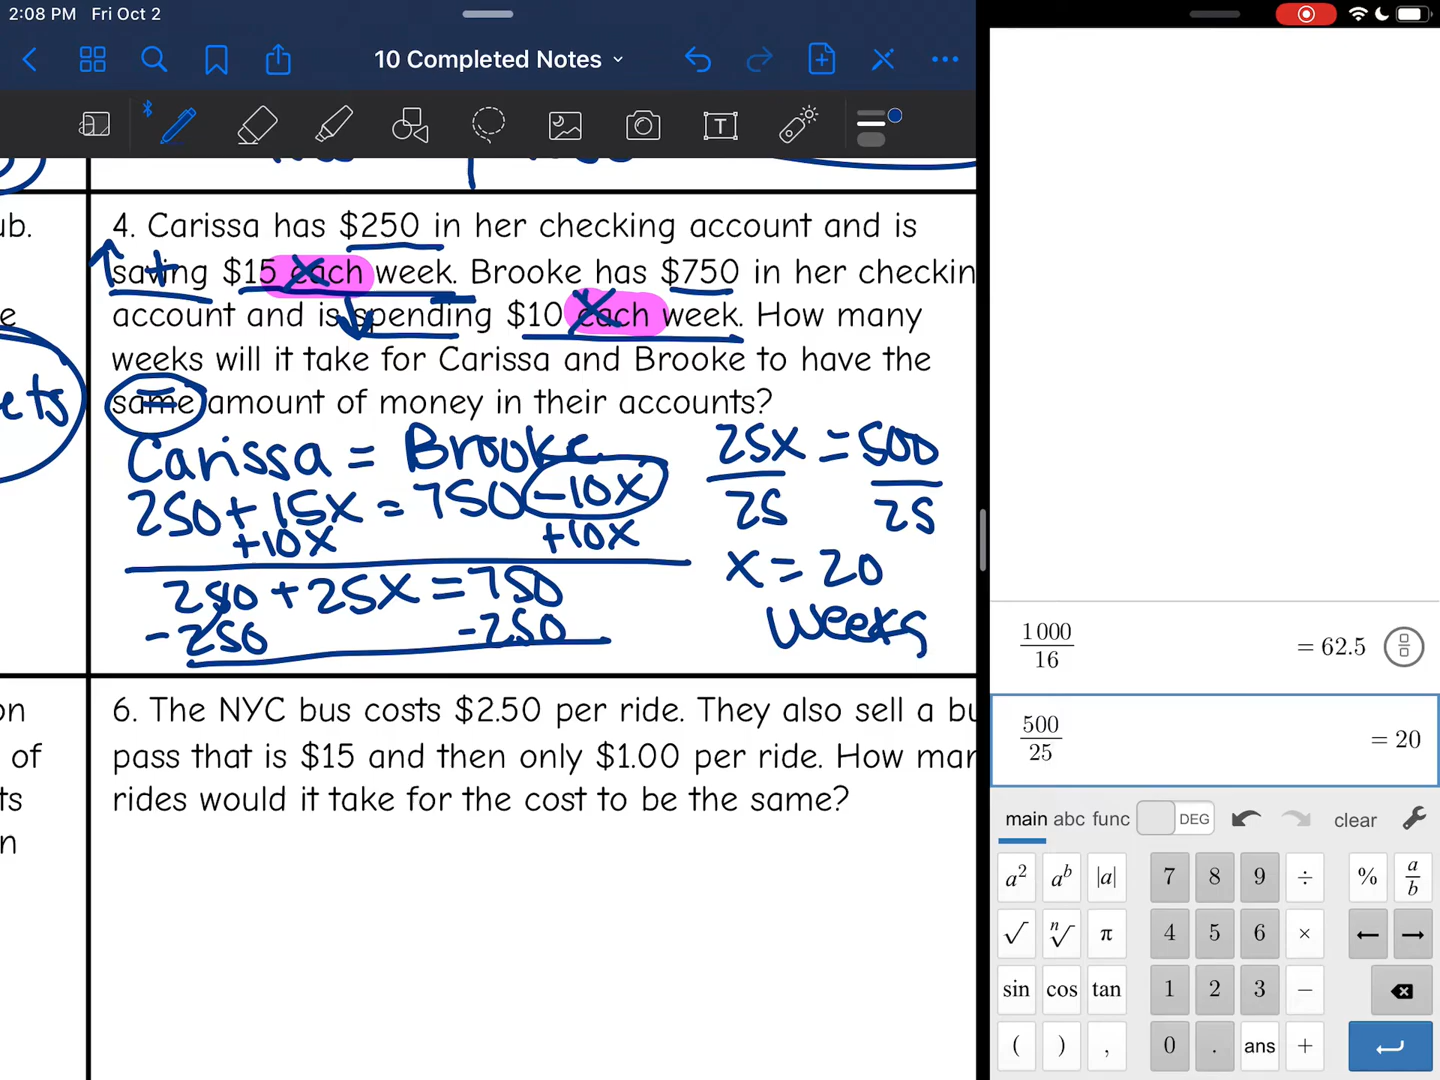 2:08 PM Fri Oct 2
10 Completed Notes
T
ub.
4. Carissa has $250 in her checking account and is
saving $15 each week. Brooke has $750 in her checkin
account and is spending $10 each week. How many
weeks will it take for Carissa and Brooke to have the
same amount of money in their accounts?
+
x
x
=
e
ets
Carissa = Brooke
250 + 15x = 750 - 10x
+10x +10x
250 + 25x = 750
-250 -250
25x = 500
25 25
x = 20
weeks
on
of
ts
n
6. The NYC bus costs $2.50 per ride. They also sell a bu
pass that is $15 and then only $1.00 per ride. How man
rides would it take for the cost to be the same?
1000/16 = 62.5
500/25 = 20
main abc func DEG clear
a² aᵇ |a| 7 8 9 ÷ % a/b
√ ⁿ√ π 4 5 6 × ← →
sin cos tan 1 2 3 −
( ) , 0 . ans +